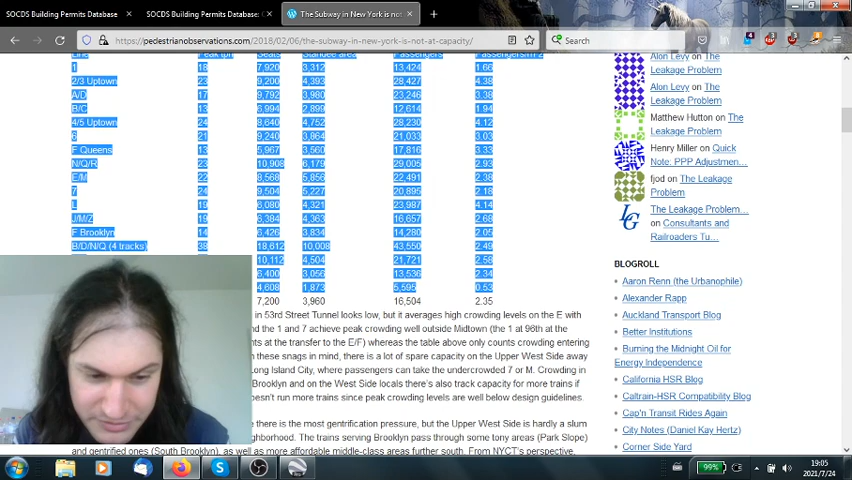 SOCDS Building Permits Database
SOCDS Building Permits Database:
The Subway in New York is not
https://pedestrianobservations.com/2018/02/06/the-subway-in-new-york-is-not-at-capacity/
Search
Line Peak tph Seats Standee area Passengers Passengers/m^2
1 18 7,920 3,312 13,424 1.66
2/3 Uptown 23 9,200 4,393 28,427 4.38
A/D 17 9,792 3,980 23,246 3.38
B/C 13 6,994 2,899 12,614 1.94
4/5 Uptown 24 8,640 4,752 28,230 4.12
6 21 9,240 3,864 21,033 3.03
F Queens 13 5,967 3,560 17,816 3.33
N/Q/R 23 10,908 6,179 29,005 2.93
E/M 22 8,568 5,856 22,491 2.38
7 24 9,504 5,227 20,895 2.18
L 19 6,080 4,321 23,987 4.14
J/M/Z 19 6,384 4,363 16,657 2.68
F Brooklyn 14 6,426 3,834 14,280 2.05
B/D/N/Q (4 tracks) 38 18,612 10,008 43,550 2.49
10,112 4,504 21,721 2.58
6,400 3,056 13,536 2.34
4,608 1,873 5,595 0.53
7,200 3,960 16,504 2.35
in 53rd Street Tunnel looks low, but it averages high crowding levels on the E with
nd the 1 and 7 achieve peak crowding well outside Midtown (the 1 at 96th at the
nts at the transfer to the E/F) whereas the table above only counts crowding entering
n these snags in mind, there is a lot of spare capacity on the Upper West Side away
Long Island City, where passengers can take the undercrowded 7 or M. Crowding in
Brooklyn and on the West Side locals there's also track capacity for more trains if
esn't run more trains since peak crowding levels are well below design guidelines.
e there is the most gentrification pressure, but the Upper West Side is hardly a slum
ghborhood. The trains serving Brooklyn pass through some tony areas (Park Slope)
and gentrified ones (South Brooklyn), as well as more affordable middle-class areas further south. From NYCT's perspective,
Alon Levy on The
Leakage Problem
Alon Levy on The
Leakage Problem
Matthew Hutton on The
Leakage Problem
Henry Miller on Quick
Note: PPP Adjustmen...
fjod on The Leakage
Problem
The Leakage Problem...
on Consultants and
Railroaders Tu...
BLOGROLL
Aaron Renn (the Urbanophile)
Alexander Rapp
Auckland Transport Blog
Better Institutions
Burning the Midnight Oil for
Energy Independence
California HSR Blog
Caltrain-HSR Compatibility Blog
Cap'n Transit Rides Again
City Notes (Daniel Kay Hertz)
Corner Side Yard
99%
19:05
2021/7/24